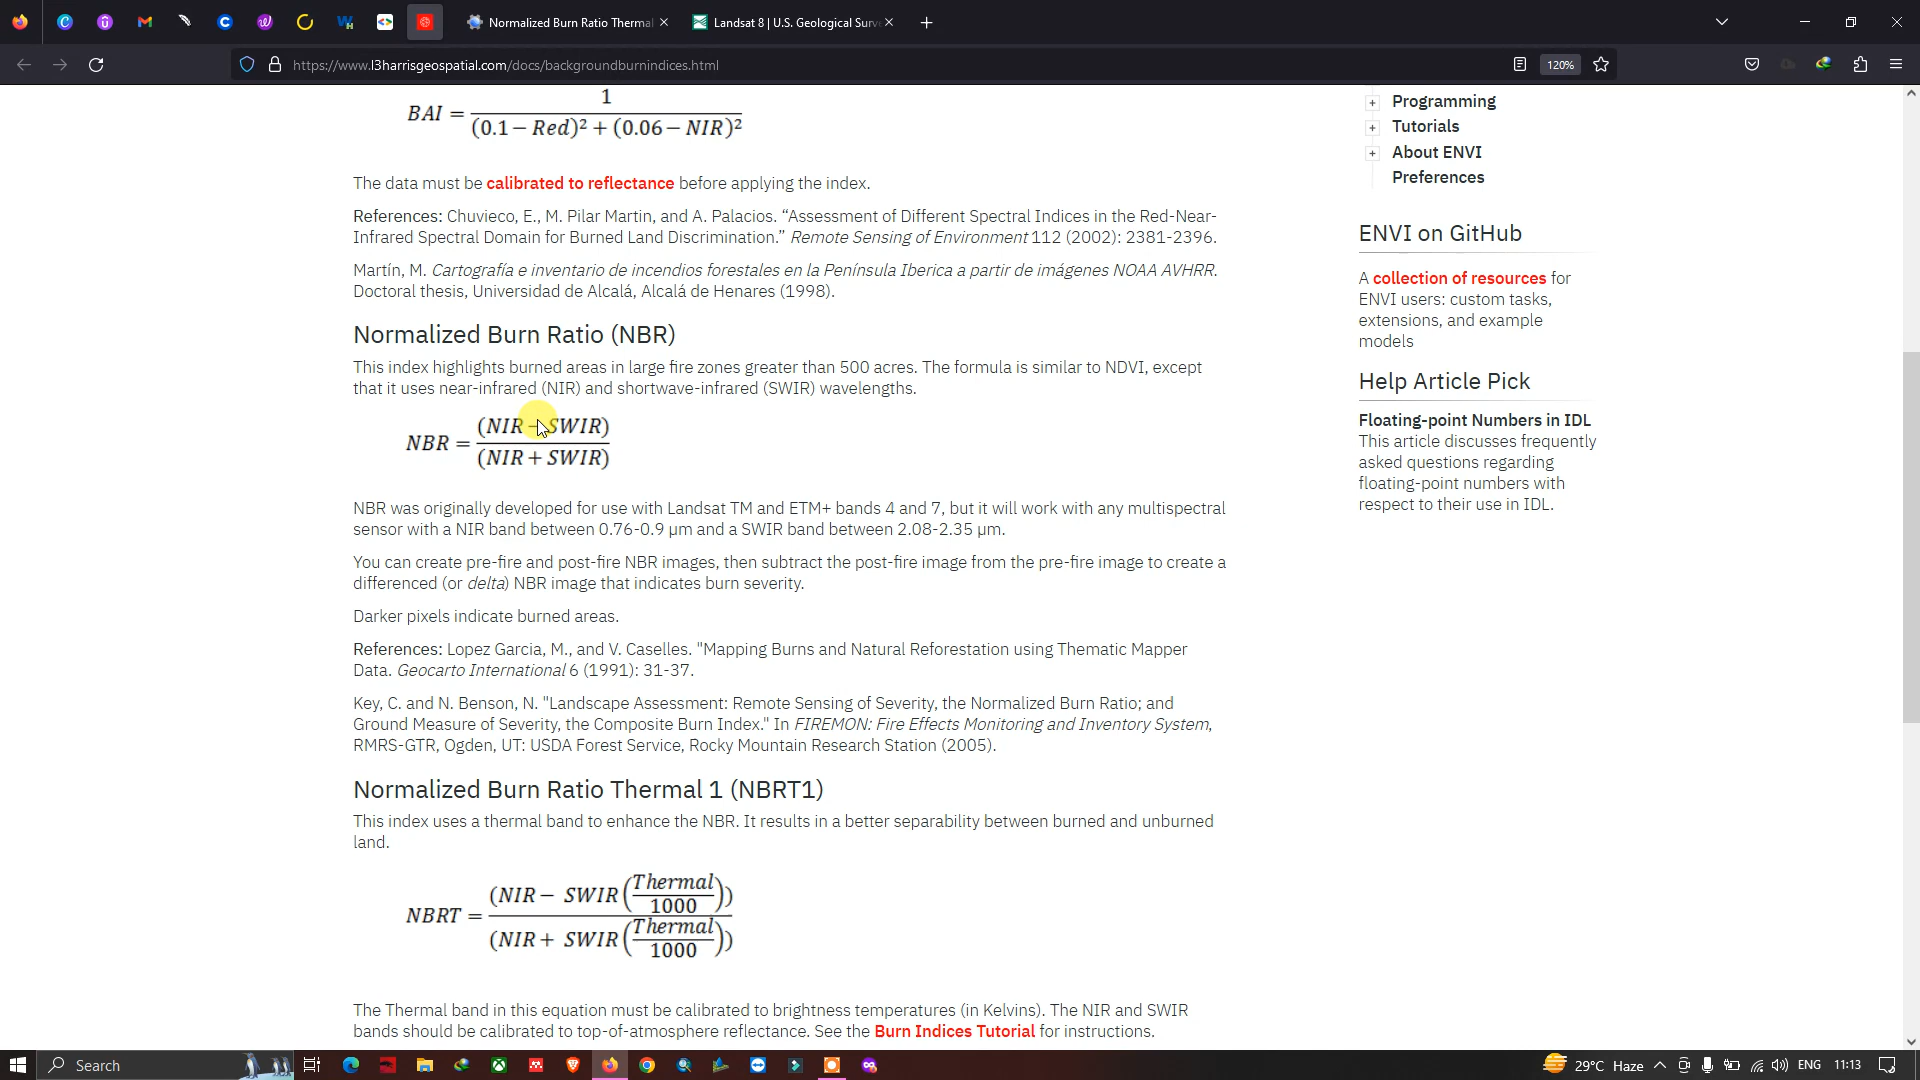 Normalized Burn Ratio Thermal
Landsat 8 | U.S. Geological Surve
https://www.l3harrisgeospatial.com/docs/backgroundburnindices.html
120%
BAI = 1 / (0.1 − Red)² + (0.06 − NIR)²
The data must be calibrated to reflectance before applying the index.
References: Chuvieco, E., M. Pilar Martin, and A. Palacios. “Assessment of Different Spectral Indices in the Red-Near-
Infrared Spectral Domain for Burned Land Discrimination.” Remote Sensing of Environment 112 (2002): 2381-2396.
Martín, M. Cartografía e inventario de incendios forestales en la Península Iberica a partir de imágenes NOAA AVHRR.
Doctoral thesis, Universidad de Alcalá, Alcalá de Henares (1998).
Normalized Burn Ratio (NBR)
This index highlights burned areas in large fire zones greater than 500 acres. The formula is similar to NDVI, except
that it uses near-infrared (NIR) and shortwave-infrared (SWIR) wavelengths.
NBR = (NIR − SWIR) / (NIR + SWIR)
NBR was originally developed for use with Landsat TM and ETM+ bands 4 and 7, but it will work with any multispectral
sensor with a NIR band between 0.76-0.9 µm and a SWIR band between 2.08-2.35 µm.
You can create pre-fire and post-fire NBR images, then subtract the post-fire image from the pre-fire image to create a
differenced (or delta) NBR image that indicates burn severity.
Darker pixels indicate burned areas.
References: Lopez Garcia, M., and V. Caselles. "Mapping Burns and Natural Reforestation using Thematic Mapper
Data. Geocarto International 6 (1991): 31-37.
Key, C. and N. Benson, N. "Landscape Assessment: Remote Sensing of Severity, the Normalized Burn Ratio; and
Ground Measure of Severity, the Composite Burn Index." In FIREMON: Fire Effects Monitoring and Inventory System,
RMRS-GTR, Ogden, UT: USDA Forest Service, Rocky Mountain Research Station (2005).
Normalized Burn Ratio Thermal 1 (NBRT1)
This index uses a thermal band to enhance the NBR. It results in a better separability between burned and unburned
land.
NBRT = (NIR − SWIR (Thermal / 1000)) / (NIR + SWIR (Thermal / 1000))
The Thermal band in this equation must be calibrated to brightness temperatures (in Kelvins). The NIR and SWIR
bands should be calibrated to top-of-atmosphere reflectance. See the Burn Indices Tutorial for instructions.
Programming
Tutorials
About ENVI
Preferences
ENVI on GitHub
A collection of resources for
ENVI users: custom tasks,
extensions, and example
models
Help Article Pick
Floating-point Numbers in IDL
This article discusses frequently
asked questions regarding
floating-point numbers with
respect to their use in IDL.
Search
29°C Haze
ENG
11:13